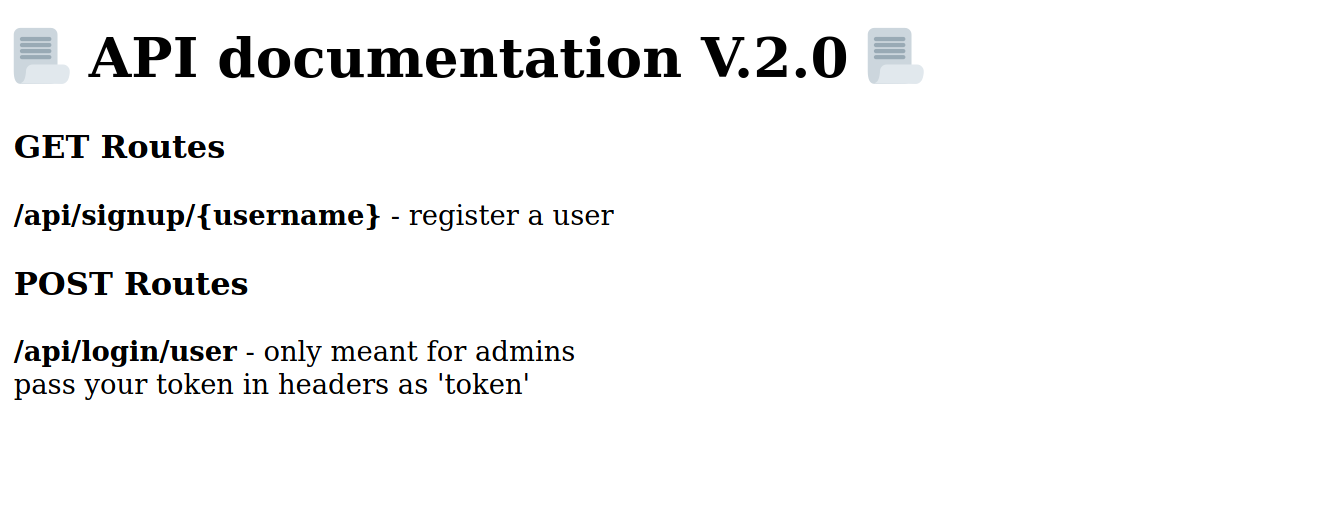 API documentation V.2.0
GET Routes
/api/signup/{username} - register a user
POST Routes
/api/login/user - only meant for admins
pass your token in headers as 'token'